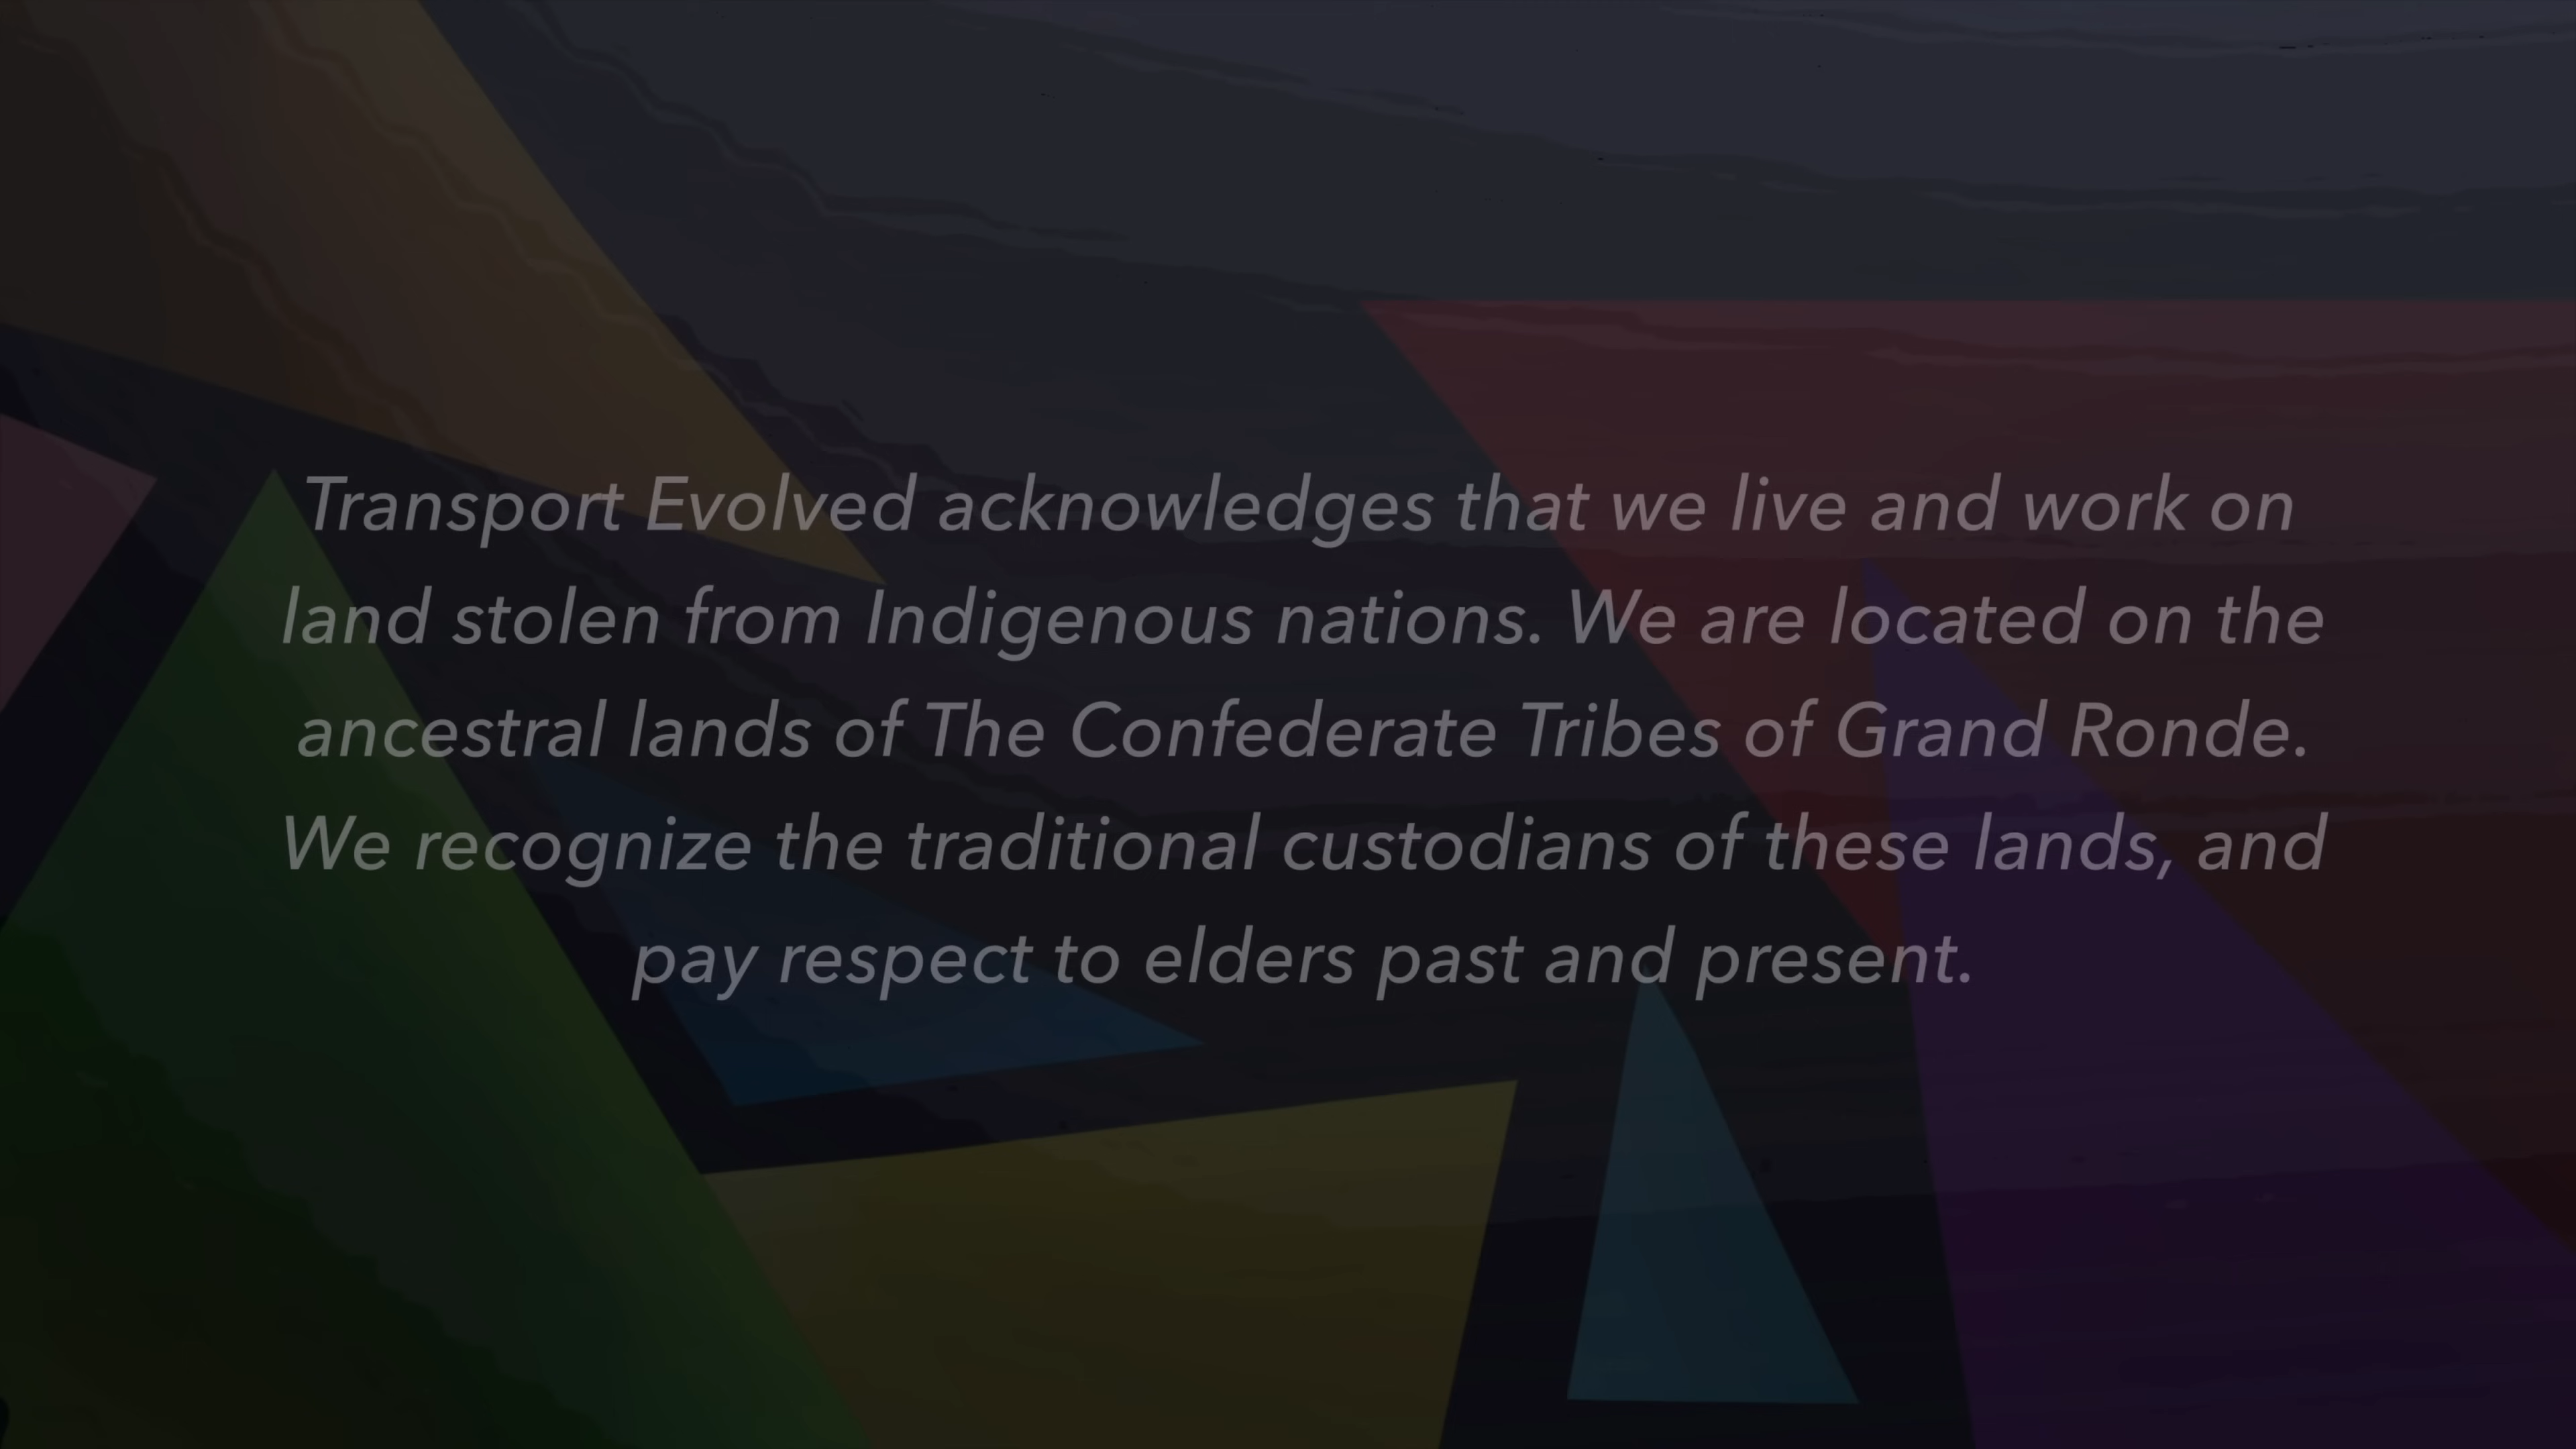 Transport Evolved acknowledges that we live and work on
land stolen from Indigenous nations. We are located on the
ancestral lands of The Confederate Tribes of Grand Ronde.
We recognize the traditional custodians of these lands, and
pay respect to elders past and present.